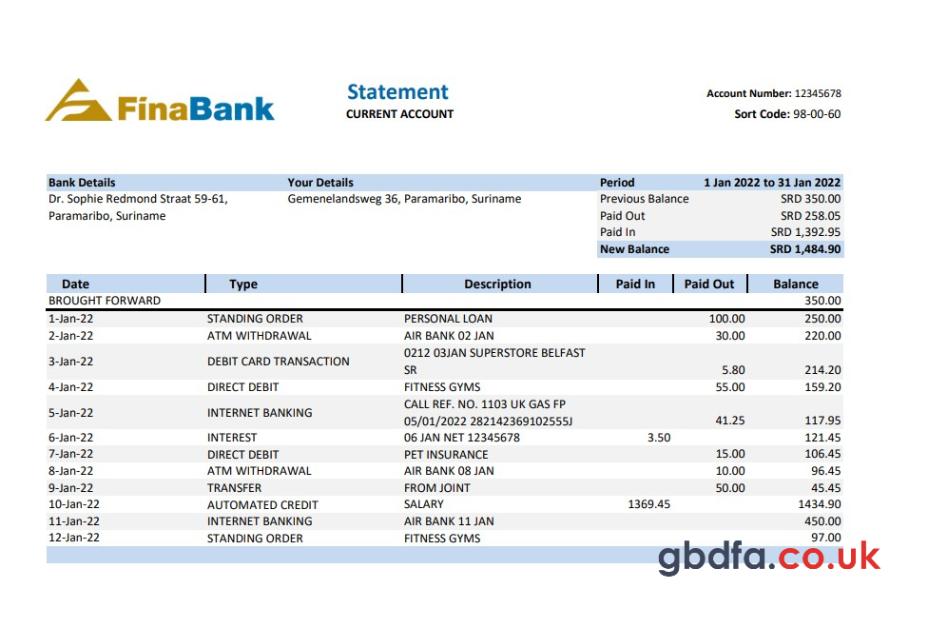 FinaBank
Statement
CURRENT ACCOUNT
Account Number: 12345678
Sort Code: 98-00-60
Bank Details Your Details Period 1 Jan 2022 to 31 Jan 2022
Dr. Sophie Redmond Straat 59-61, Gemenelandsweg 36, Paramaribo, Suriname Previous Balance SRD 350.00
Paramaribo, Suriname Paid Out SRD 258.05
Paid In SRD 1,392.95
New Balance SRD 1,484.90
Date Type Description Paid In Paid Out Balance
BROUGHT FORWARD 350.00
1-Jan-22 STANDING ORDER PERSONAL LOAN 100.00 250.00
2-Jan-22 ATM WITHDRAWAL AIR BANK 02 JAN 30.00 220.00
3-Jan-22 DEBIT CARD TRANSACTION 0212 03JAN SUPERSTORE BELFAST
SR 5.80 214.20
4-Jan-22 DIRECT DEBIT FITNESS GYMS 55.00 159.20
5-Jan-22 INTERNET BANKING CALL REF. NO. 1103 UK GAS FP
05/01/2022 282142369102555J 41.25 117.95
6-Jan-22 INTEREST 06 JAN NET 12345678 3.50 121.45
7-Jan-22 DIRECT DEBIT PET INSURANCE 15.00 106.45
8-Jan-22 ATM WITHDRAWAL AIR BANK 08 JAN 10.00 96.45
9-Jan-22 TRANSFER FROM JOINT 50.00 45.45
10-Jan-22 AUTOMATED CREDIT SALARY 1369.45 1434.90
11-Jan-22 INTERNET BANKING AIR BANK 11 JAN 450.00
12-Jan-22 STANDING ORDER FITNESS GYMS 97.00
gbdfa.co.uk